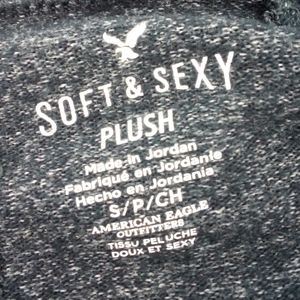 SOFT & SEXY
PLUSH
Made in Jordan
Fabriqué en Jordanie
Hecho en Jordania
S/P/CH
AMERICAN EAGLE
OUTFITTERS
TISSU PELUCHE
DOUX ET SEXY